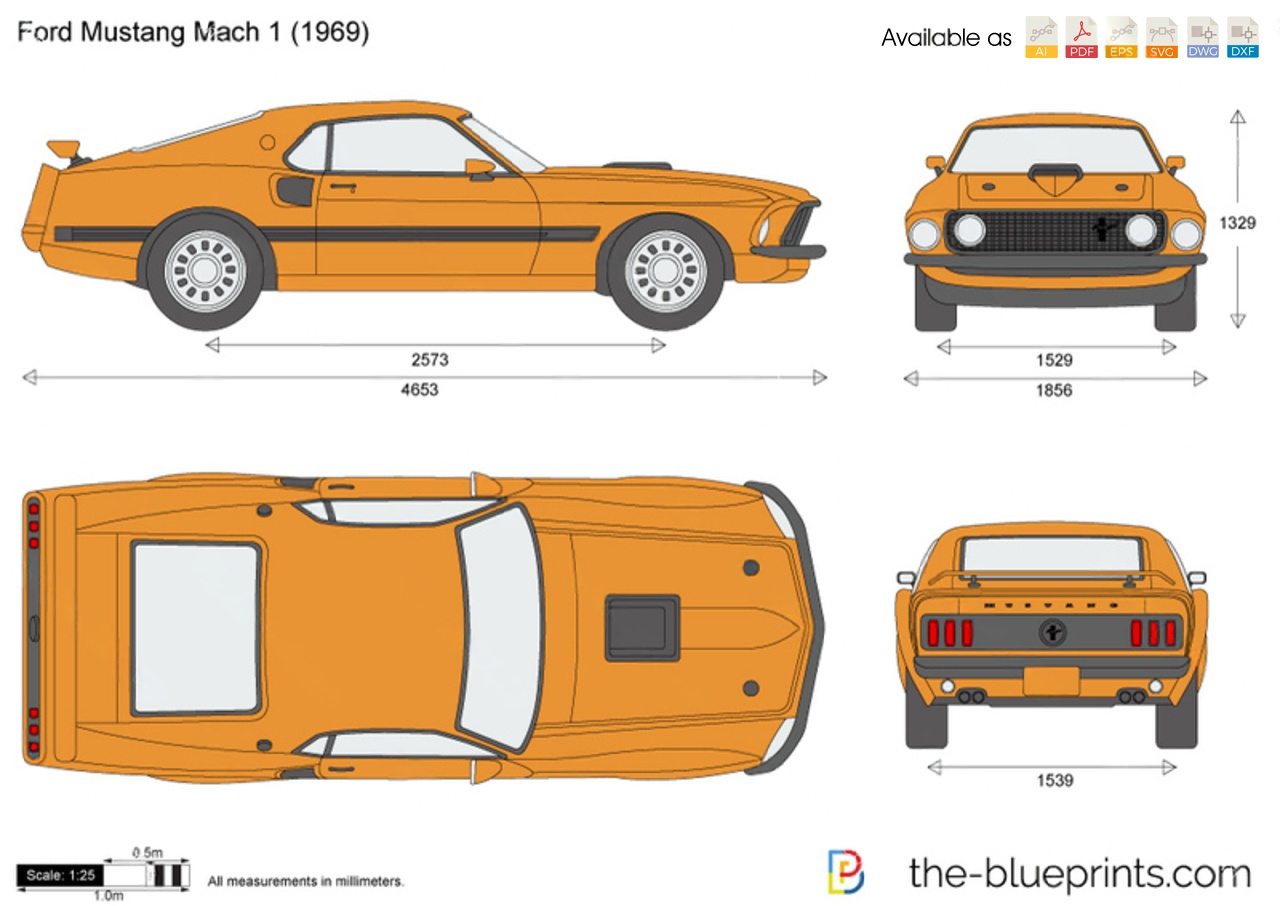 Ford Mustang Mach 1 (1969)
Available as
AI PDF EPS SVG DWG DXF
1329
2573
4653
1529
1856
MUSTANG
1539
0.5m
Scale: 1:25
1.0m
All measurements in millimeters.
the-blueprints.com